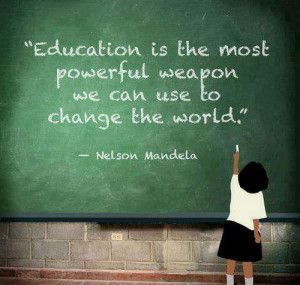 “Education is the most
powerful weapon
we can use to
change the world.”
— Nelson Mandela